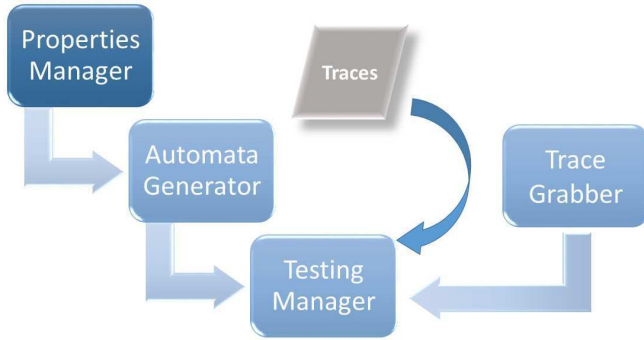 Properties
Manager
Traces
Automata
Generator
Trace
Grabber
Testing
Manager